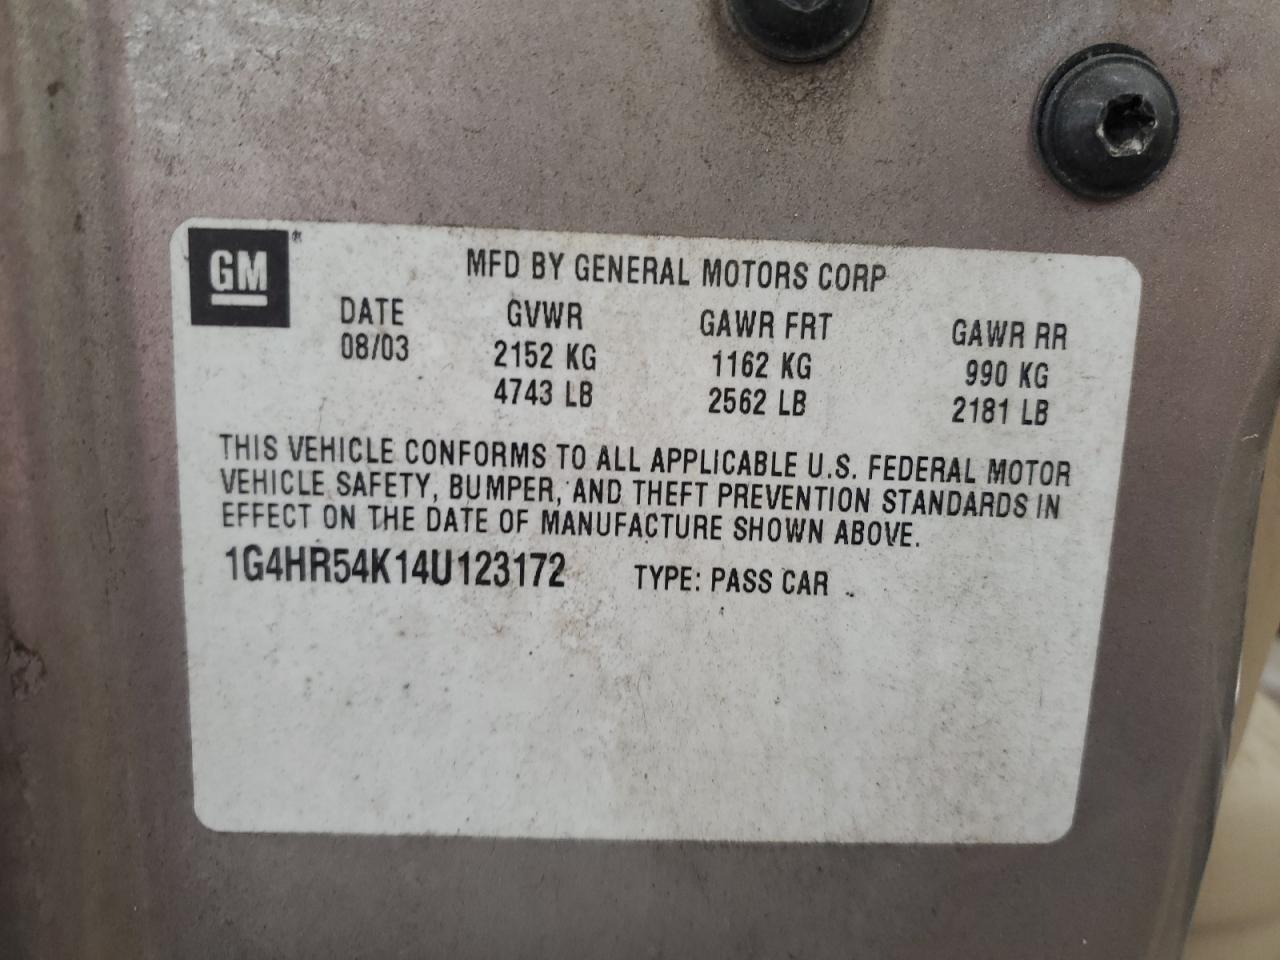 GM®
MFD BY GENERAL MOTORS CORP
DATE GVWR GAWR FRT GAWR RR
08/03 2152 KG 1162 KG 990 KG
4743 LB 2562 LB 2181 LB
THIS VEHICLE CONFORMS TO ALL APPLICABLE U.S. FEDERAL MOTOR
VEHICLE SAFETY, BUMPER, AND THEFT PREVENTION STANDARDS IN
EFFECT ON THE DATE OF MANUFACTURE SHOWN ABOVE.
1G4HR54K14U123172 TYPE: PASS CAR